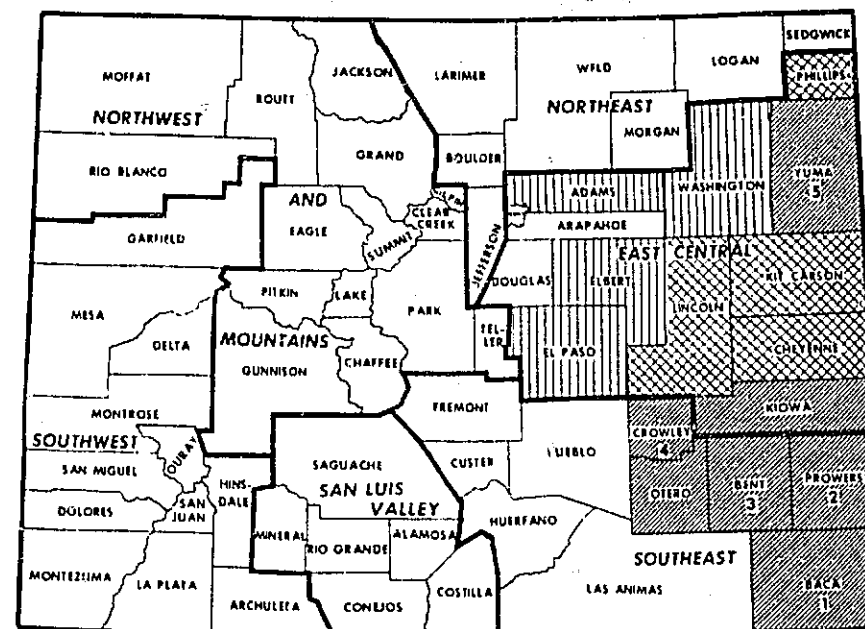 SEDGWICK
MOFFAT
ROUTT
JACKSON
LARIMER
WELD
LOGAN
PHILLIPS
NORTHWEST
NORTHEAST
MORGAN
RIO BLANCO
GRAND
BOULDER
WASHINGTON
YUMA
5
ADAMS
AND
EAGLE
CLEAR
CREEK
ARAPAHOE
GARFIELD
SUMMIT
JEFFERSON
EAST CENTRAL
DOUGLAS
ELBERT
KIT CARSON
LINCOLN
PITKIN
LAKE
PARK
MESA
DELTA
TEL-
LER
EL PASO
CHEYENNE
MOUNTAINS
CHAFFEE
GUNNISON
MONTROSE
FREMONT
KIOWA
SOUTHWEST
OURAY
CROWLEY
4
PUEBLO
SAN MIGUEL
SAGUACHE
CUSTER
HINS-
DALE
SAN LUIS
VALLEY
OTERO
BENT
3
PROWERS
2
DOLORES
SAN
JUAN
MINERAL
RIO GRANDE
ALAMOSA
HUERFANO
SOUTHEAST
MONTEZUMA
LA PLATA
ARCHULETA
CONEJOS
COSTILLA
LAS ANIMAS
BACA
1